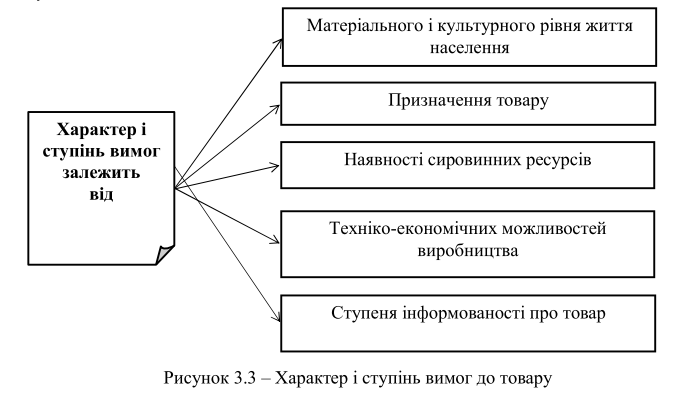 Характер і
ступінь вимог
залежить
від
Матеріального і культурного рівня життя
населення
Призначення товару
Наявності сировинних ресурсів
Техніко-економічних можливостей
виробництва
Ступеня інформованості про товар
Рисунок 3.3 – Характер і ступінь вимог до товару